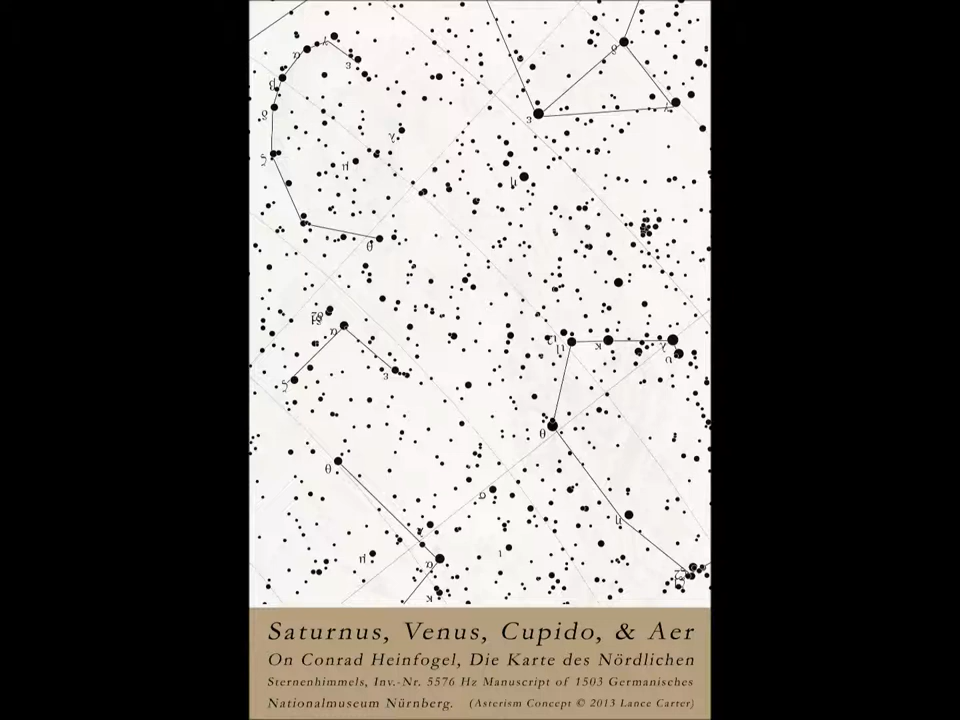 Saturnus, Venus, Cupido, & Aer
On Conrad Heinfogel, Die Karte des Nördlichen
Sternenhimmels, Inv.-Nr. 5576 Hz Manuscript of 1503 Germanisches
Nationalmuseum Nürnberg. (Asterism Concept © 2013 Lance Carter)